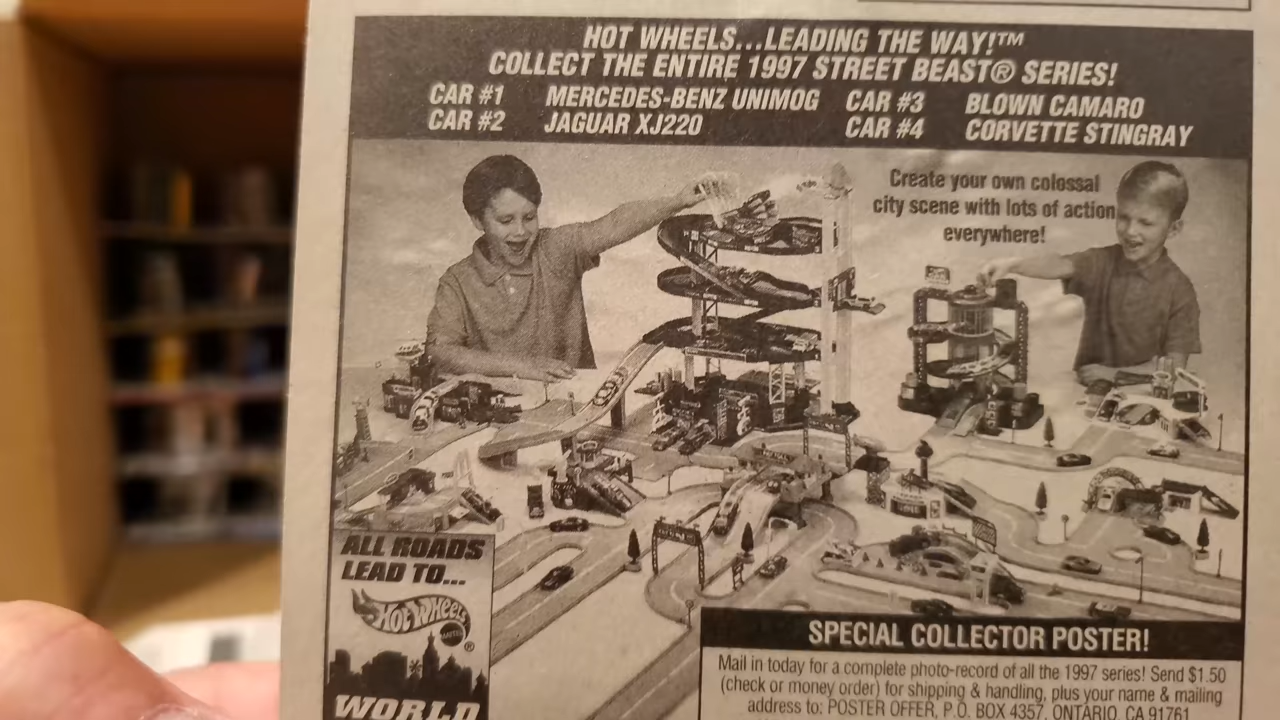 HOT WHEELS...LEADING THE WAY!™
COLLECT THE ENTIRE 1997 STREET BEAST® SERIES!
CAR #1 MERCEDES-BENZ UNIMOG CAR #3 BLOWN CAMARO
CAR #2 JAGUAR XJ220 CAR #4 CORVETTE STINGRAY
Create your own colossal
city scene with lots of action
everywhere!
ALL ROADS
LEAD TO...
HOT WHEELS
MATTEL
®
WORLD
SPECIAL COLLECTOR POSTER!
Mail in today for a complete photo-record of all the 1997 series! Send $1.50
(check or money order) for shipping & handling, plus your name & mailing
address to: POSTER OFFER, P.O. BOX 4357, ONTARIO, CA 91761